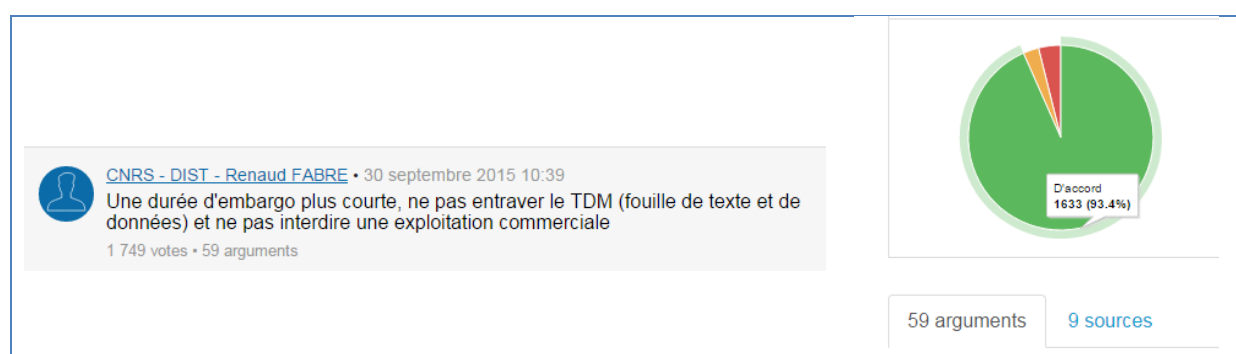 CNRS - DIST - Renaud FABRE • 30 septembre 2015 10:39
Une durée d'embargo plus courte, ne pas entraver le TDM (fouille de texte et de
données) et ne pas interdire une exploitation commerciale
1 749 votes • 59 arguments
D'accord
1633 (93.4%)
59 arguments
9 sources